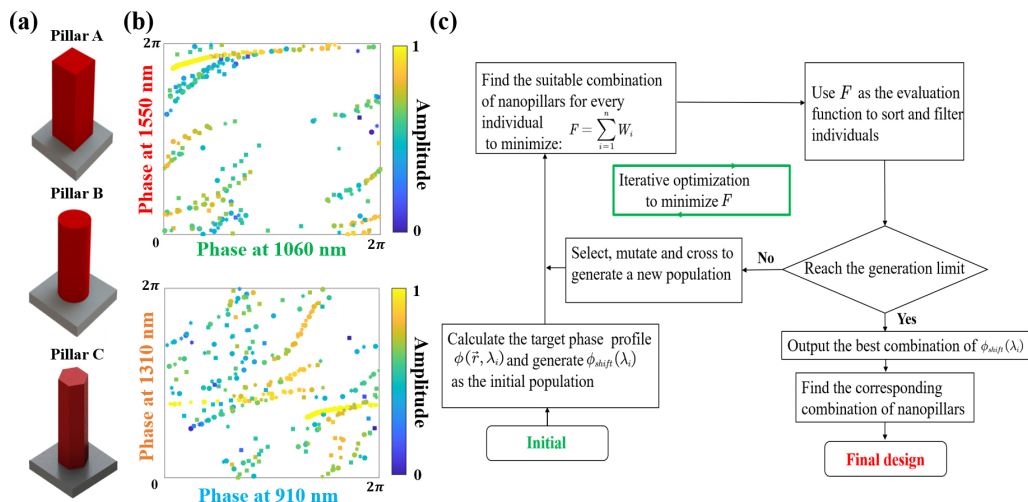 (a)
Pillar A
Pillar B
Pillar C
(b)
2π
Phase at 1550 nm
0
Phase at 1060 nm
2π
1
Amplitude
0
2π
Phase at 1310 nm
0
Phase at 910 nm
2π
1
Amplitude
0
(c)
Find the suitable combination
of nanopillars for every
individual
to minimize: F = ∑_{i=1}^{n} W_i
Use F as the evaluation
function to sort and filter
individuals
Iterative optimization
to minimize F
Select, mutate and cross to
generate a new population
No
Reach the generation limit
Yes
Calculate the target phase profile
ϕ(r⃗, λ_i) and generate ϕ_{shift}(λ_i)
as the initial population
Initial
Output the best combination of ϕ_{shift}(λ_i)
Find the corresponding
combination of nanopillars
Final design